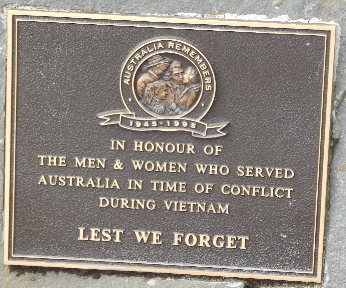 AUSTRALIA REMEMBERS
1945-1995
IN HONOUR OF
THE MEN & WOMEN WHO SERVED
AUSTRALIA IN TIME OF CONFLICT
DURING VIETNAM
LEST WE FORGET